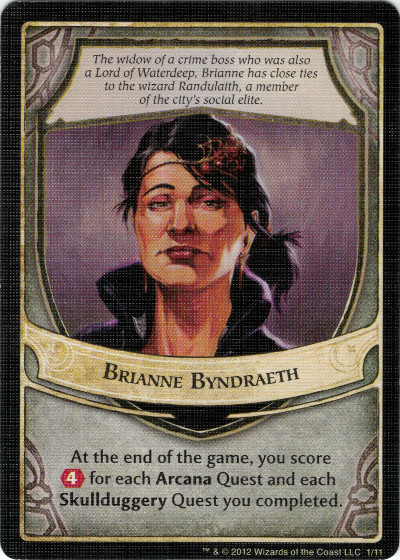 The widow of a crime boss who was also
a Lord of Waterdeep, Brianne has close ties
to the wizard Randulaith, a member
of the city's social elite.
BRIANNE BYNDRAETH
At the end of the game, you score
4 for each Arcana Quest and each
Skullduggery Quest you completed.
™ & © 2012 Wizards of the Coast LLC 1/11